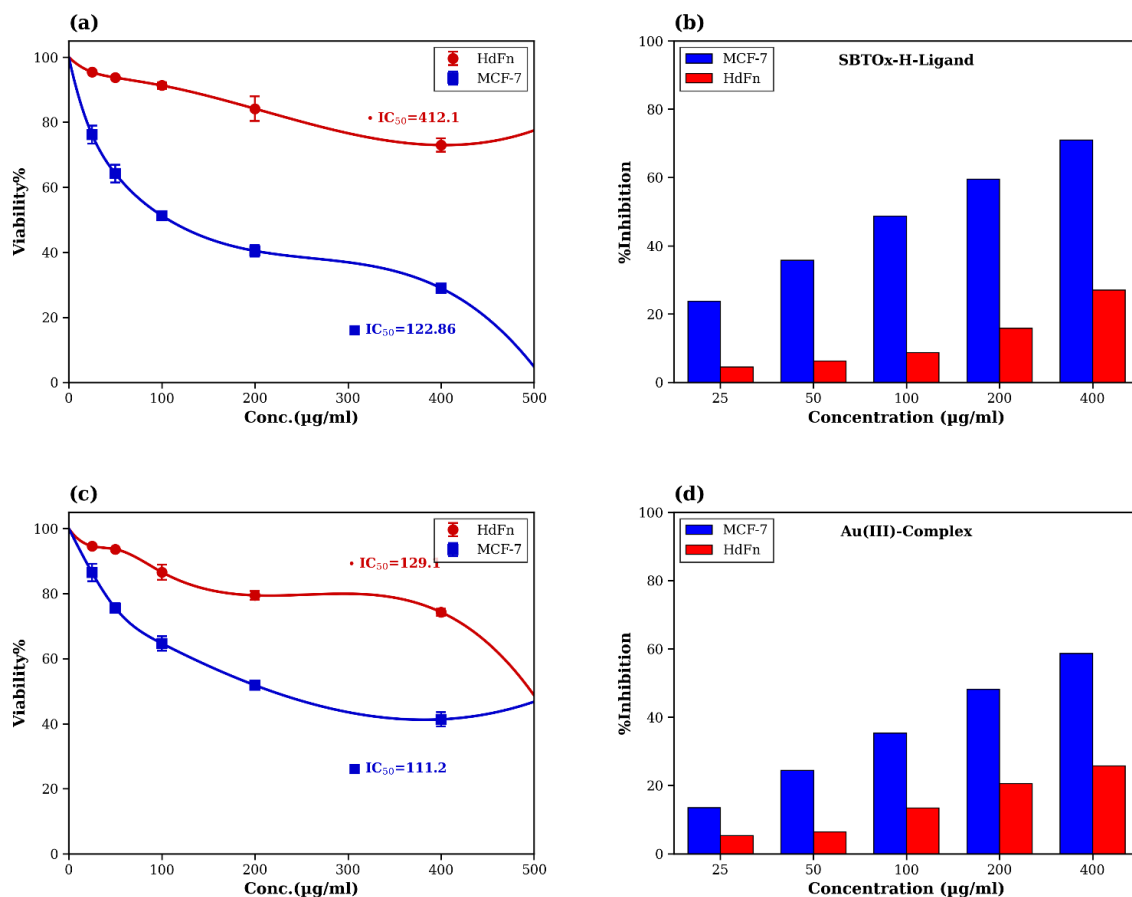 (a)
100
80
60
40
20
0
Viability%
HdFn
MCF-7
• IC₅₀=412.1
IC₅₀=122.86
0 100 200 300 400 500
Conc.(µg/ml)
(b)
100
80
60
40
20
0
%Inhibition
MCF-7
HdFn
SBTOx-H-Ligand
25 50 100 200 400
Concentration (µg/ml)
(c)
100
80
60
40
20
0
Viability%
HdFn
MCF-7
• IC₅₀=129.1
IC₅₀=111.2
0 100 200 300 400 500
Conc.(µg/ml)
(d)
100
80
60
40
20
0
%Inhibition
MCF-7
HdFn
Au(III)-Complex
25 50 100 200 400
Concentration (µg/ml)